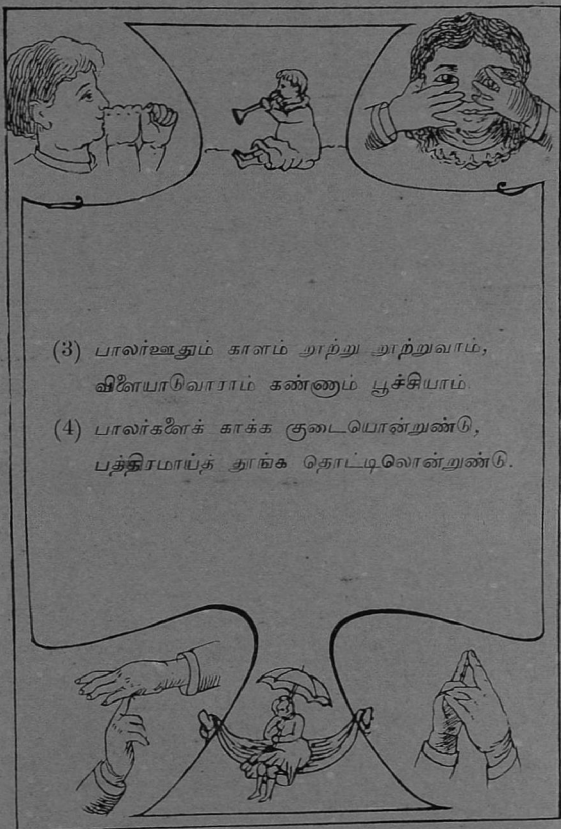 (3) பாலர்ஊதும் காளம் றூற்று றூற்றுவாம்,
விளையாடுவாராம் கண்ணாம் பூச்சியாம்.
(4) பாலர்களைக் காக்க குடையொன்றுண்டு,
பத்திரமாய்த் தூங்க தொட்டிலொன்றுண்டு.